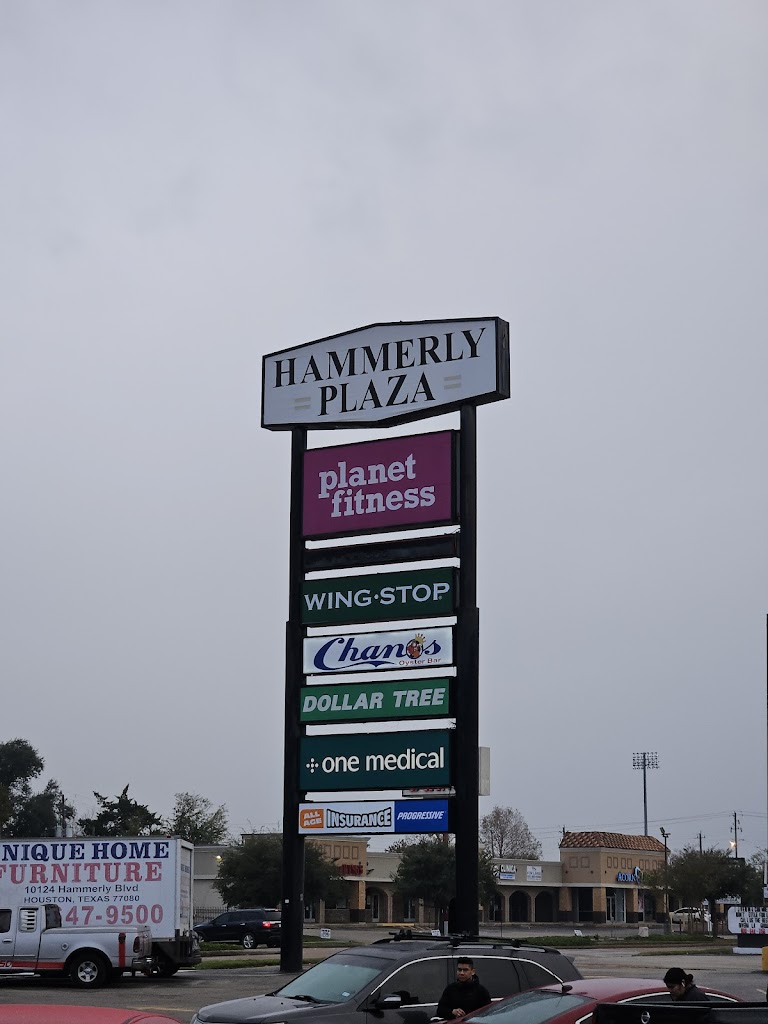 HAMMERLY
PLAZA
planet
fitness
WING·STOP
Chanos
Oyster Bar
DOLLAR TREE
one medical
ALL AGE INSURANCE PROGRESSIVE
NIQUE HOME
FURNITURE
10124 Hammerly Blvd
HOUSTON, TEXAS 77080
47-9500
CLINICA